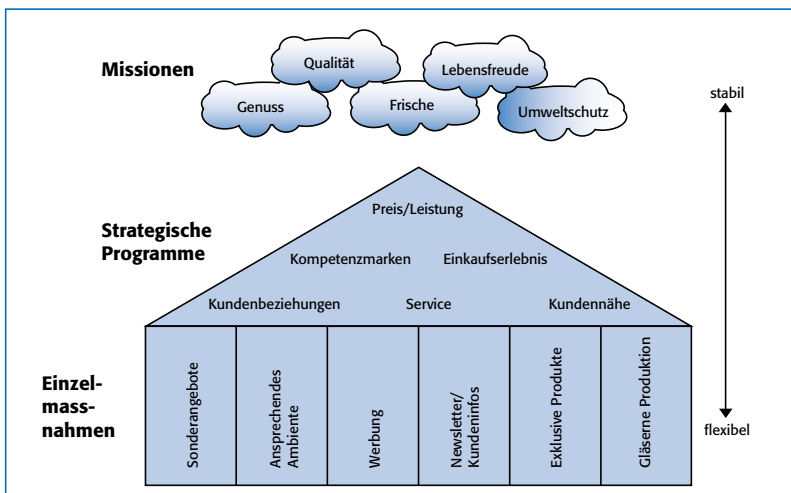 Missionen
Qualität
Lebensfreude
Genuss
Frische
Umweltschutz
stabil
Strategische
Programme
Preis/Leistung
Kompetenzmarken
Einkaufserlebnis
Kundenbeziehungen
Service
Kundennähe
Einzel-
mass-
nahmen
Sonderangebote
Ansprechendes
Ambiente
Werbung
Newsletter/
Kundeninfos
Exklusive Produkte
Gläserne Produktion
flexibel